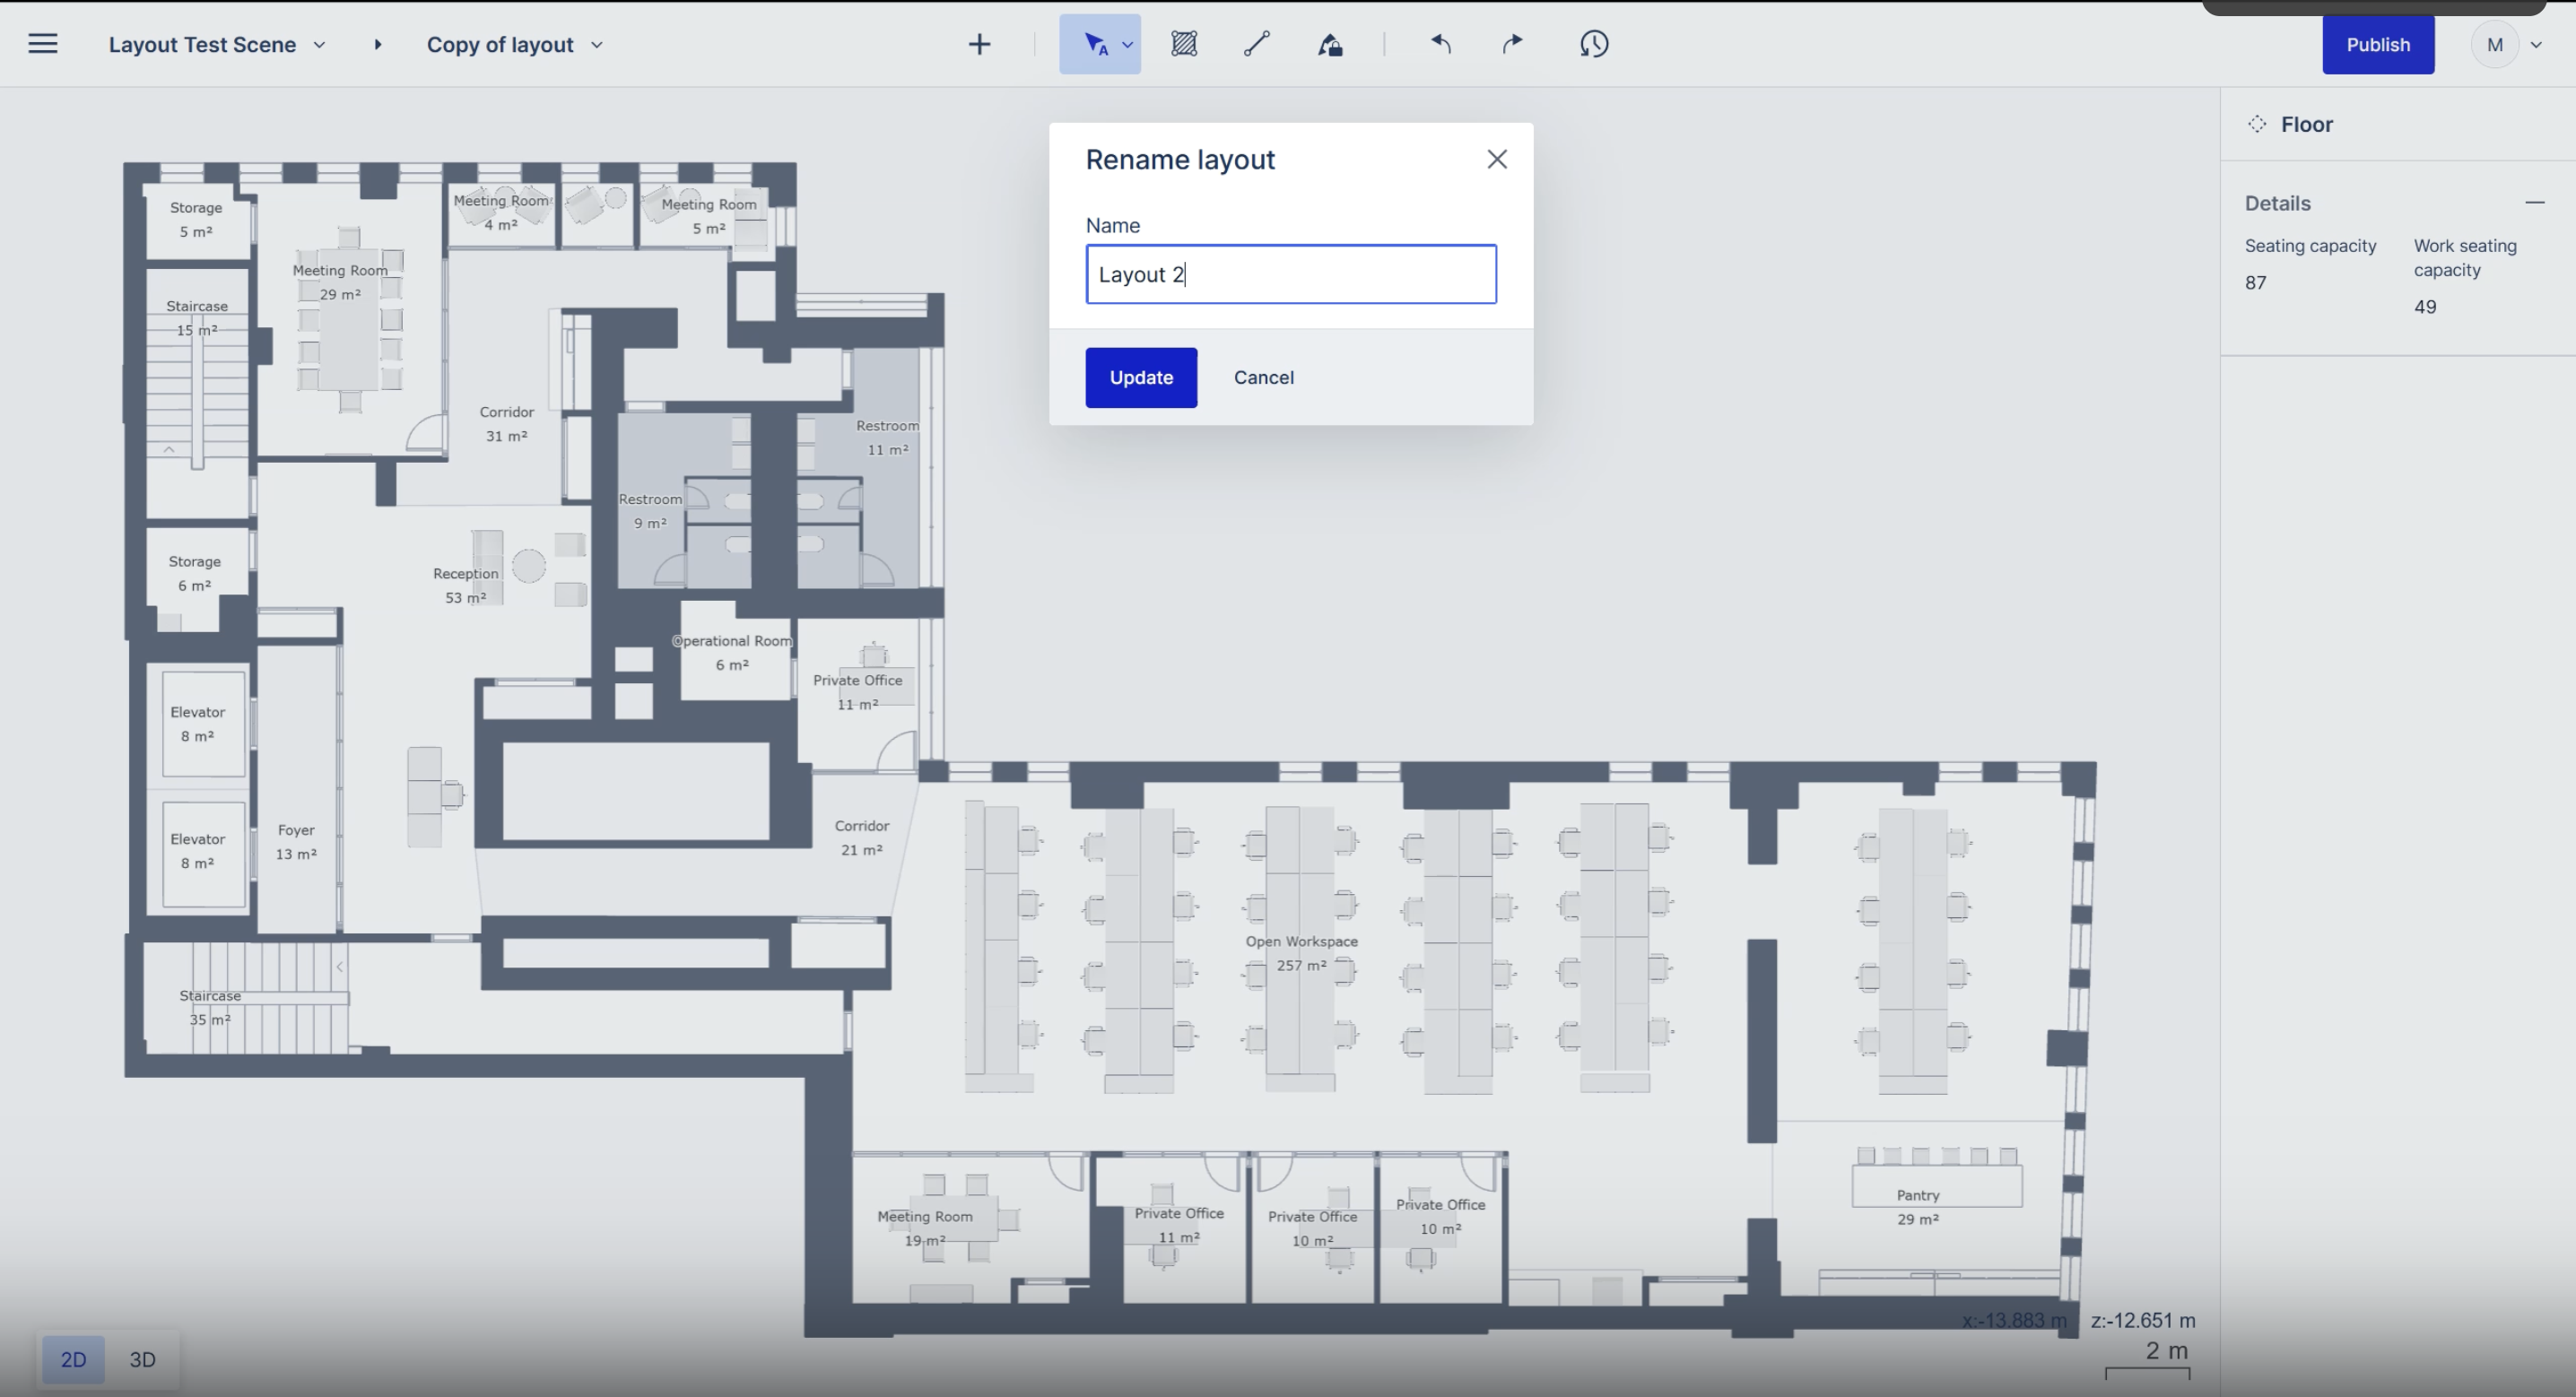 Layout Test Scene
Copy of layout
A
Publish
M
Rename layout
Name
Layout 2
Update
Cancel
Floor
Details
Seating capacity
87
Work seating
capacity
49
Storage
5 m²
Meeting Room
4 m²
Meeting Room
5 m²
Meeting Room
29 m²
Staircase
15 m²
Corridor
31 m²
Restroom
11 m²
Restroom
9 m²
Storage
6 m²
Reception
53 m²
Operational Room
6 m²
Private Office
11 m²
Elevator
8 m²
Elevator
8 m²
Foyer
13 m²
Corridor
21 m²
Open Workspace
257 m²
Staircase
35 m²
Meeting Room
19 m²
Private Office
11 m²
Private Office
10 m²
Private Office
10 m²
Pantry
29 m²
x:-13.883 m z:-12.651 m
2 m
2D
3D